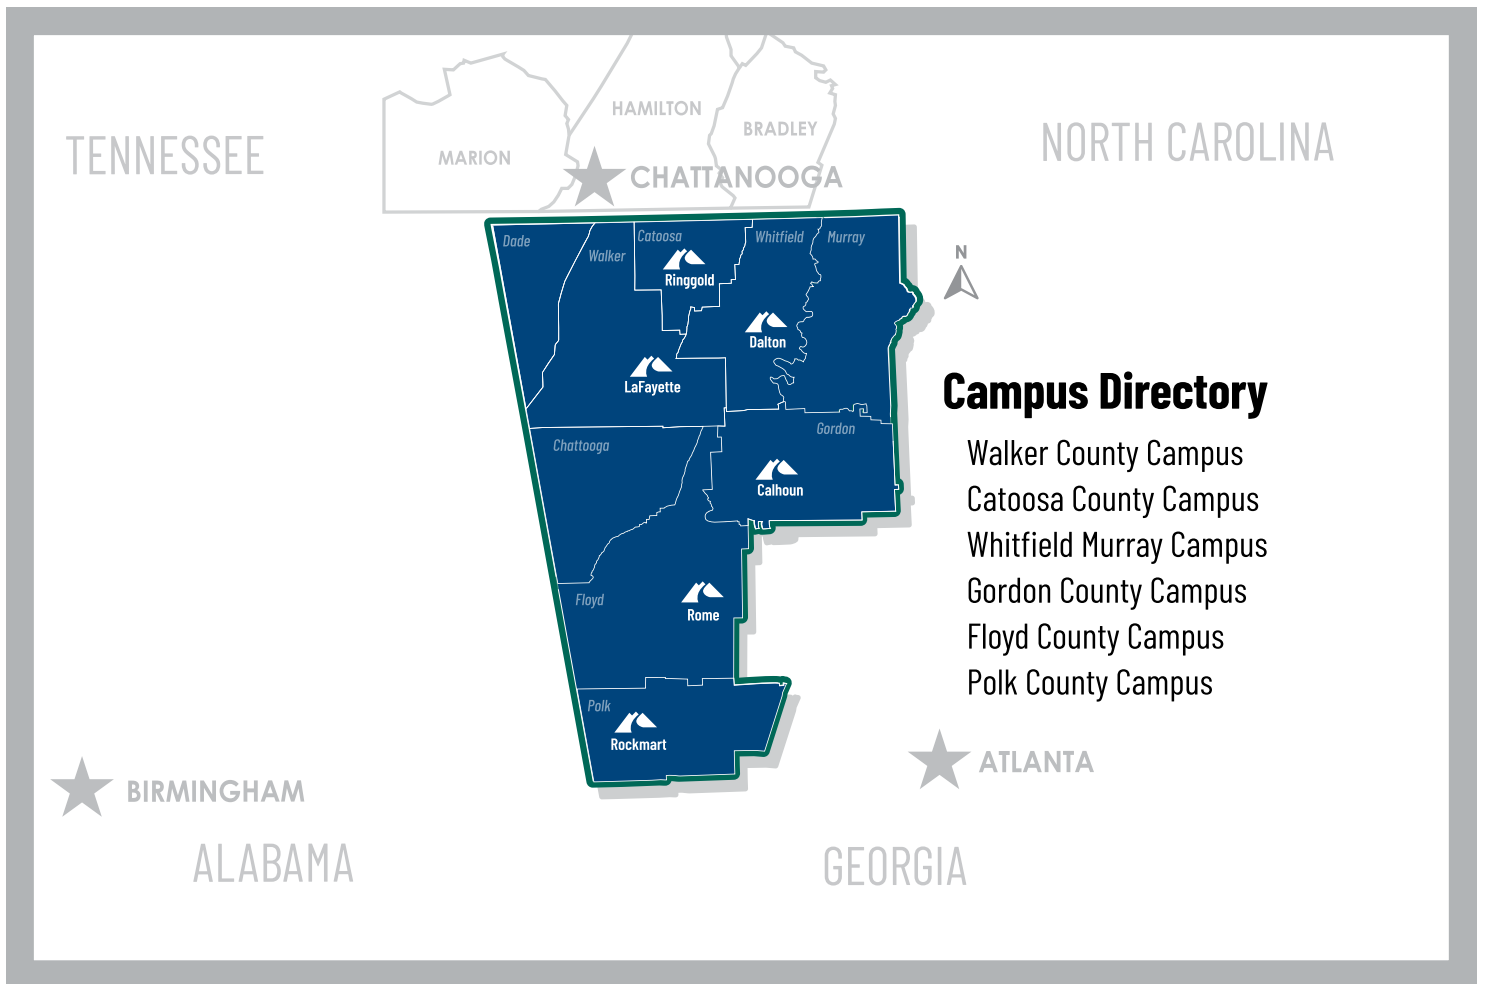 HAMILTON
BRADLEY
TENNESSEE
NORTH CAROLINA
MARION
CHATTANOOGA
Dade
Walker
Catoosa
Whitfield
Murray
N
Ringgold
Dalton
LaFayette
Campus Directory
Gordon
Chattooga
Walker County Campus
Calhoun
Catoosa County Campus
Whitfield Murray Campus
Gordon County Campus
Floyd
Rome
Floyd County Campus
Polk County Campus
Polk
Rockmart
ATLANTA
BIRMINGHAM
ALABAMA
GEORGIA